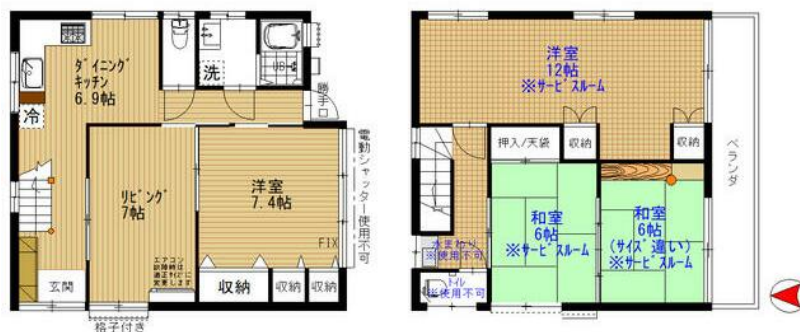 ダイニング
キッチン
6.9帖
冷
洗
UB
勝手口
リビング
7帖
洋室
7.4帖
FIX
電動シャッター使用不可
エアコン
故障時は
適正サイズに
変更します
収納
収納
収納
玄関
格子付き
洋室
12帖
※サービスルーム
押入/天袋
収納
収納
ベランダ
和室
6帖
※サービスルーム
和室
6帖
(サイズ違い)
※サービスルーム
水まわり
※使用不可
トイレ
※使用不可